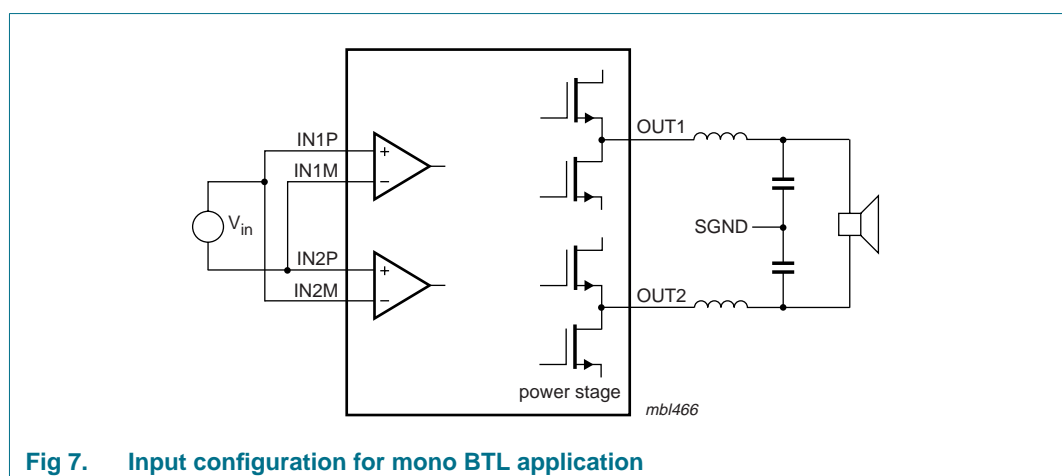 IN1P
IN1M
V in
IN2P
IN2M
OUT1
SGND
OUT2
power stage
mbl466
Fig 7. Input configuration for mono BTL application